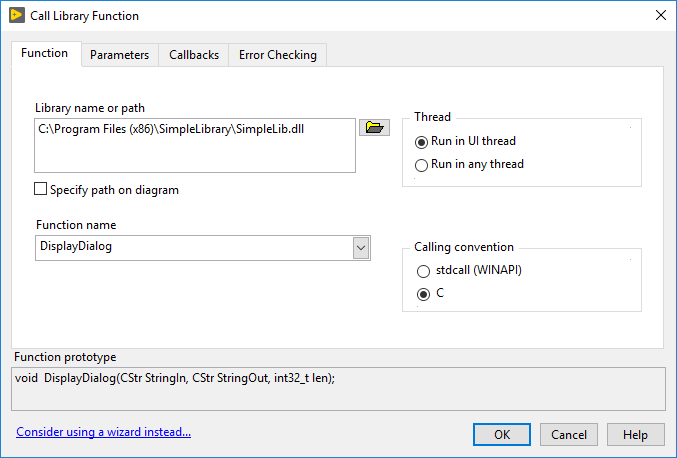 Call Library Function
Function
Parameters
Callbacks
Error Checking
Library name or path
C:\Program Files (x86)\SimpleLibrary\SimpleLib.dll
Specify path on diagram
Function name
DisplayDialog
Thread
Run in UI thread
Run in any thread
Calling convention
stdcall (WINAPI)
C
Function prototype
void  DisplayDialog(CStr StringIn, CStr StringOut, int32_t len);
Consider using a wizard instead...
OK
Cancel
Help